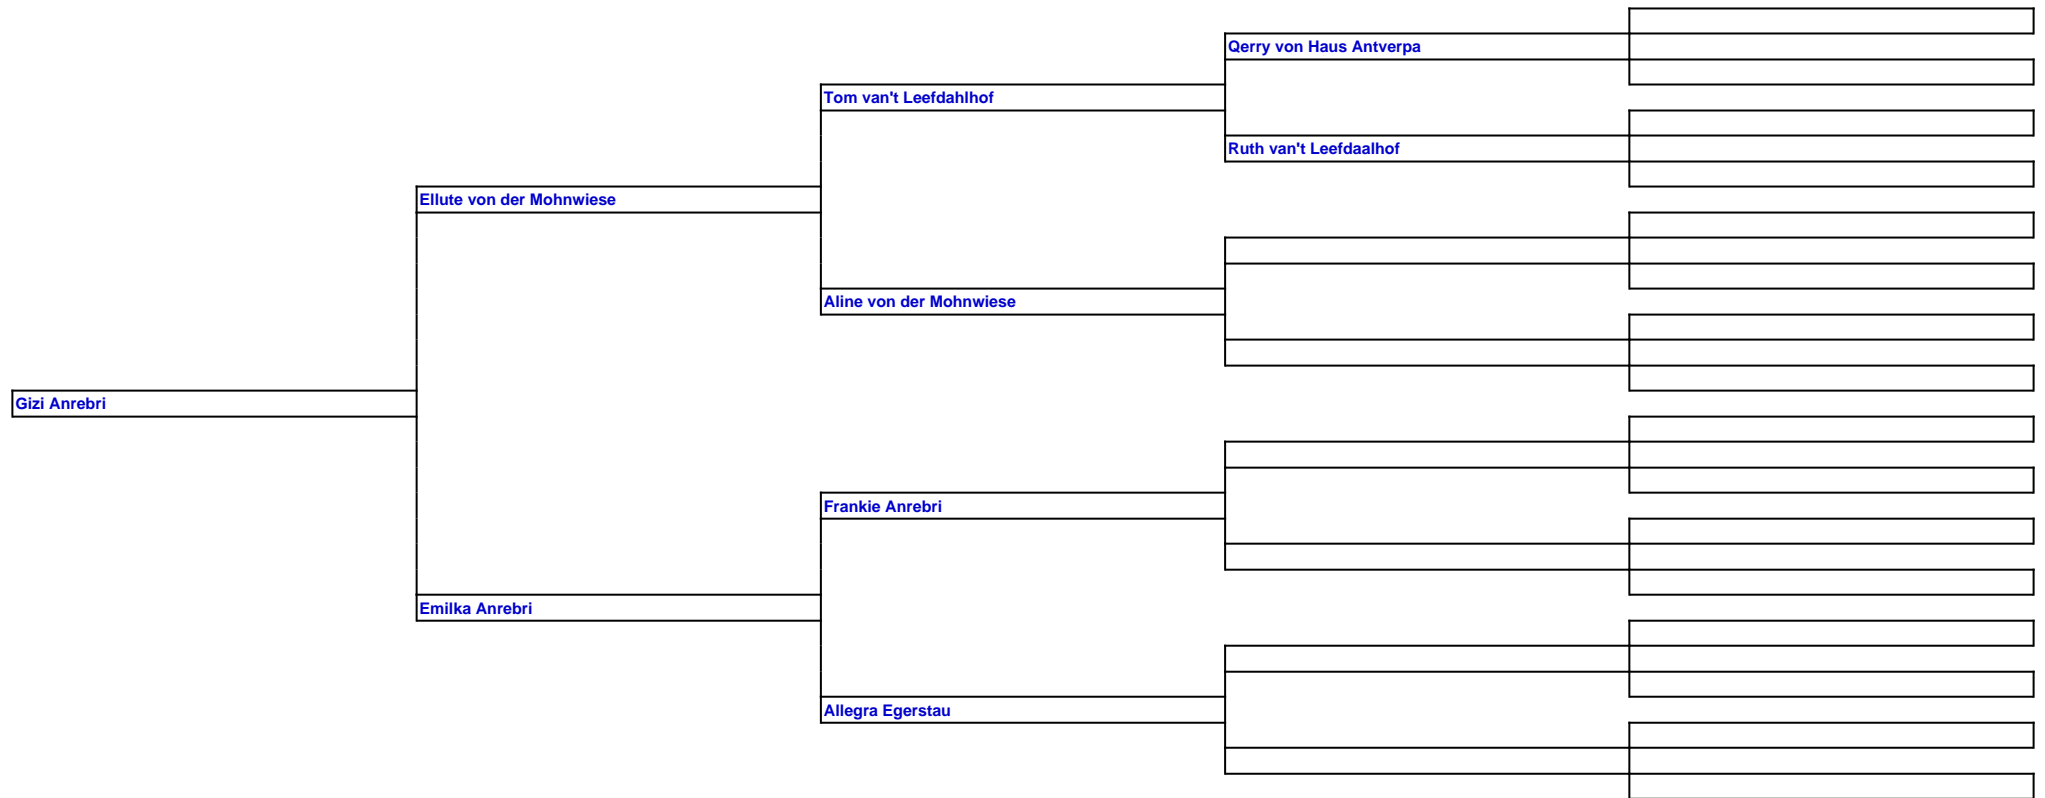 Qerry von Haus Antverpa
Tom van't Leefdahlhof
Ruth van't Leefdaalhof
Ellute von der Mohnwiese
Aline von der Mohnwiese
Gizi Anrebri
Frankie Anrebri
Emilka Anrebri
Allegra Egerstau